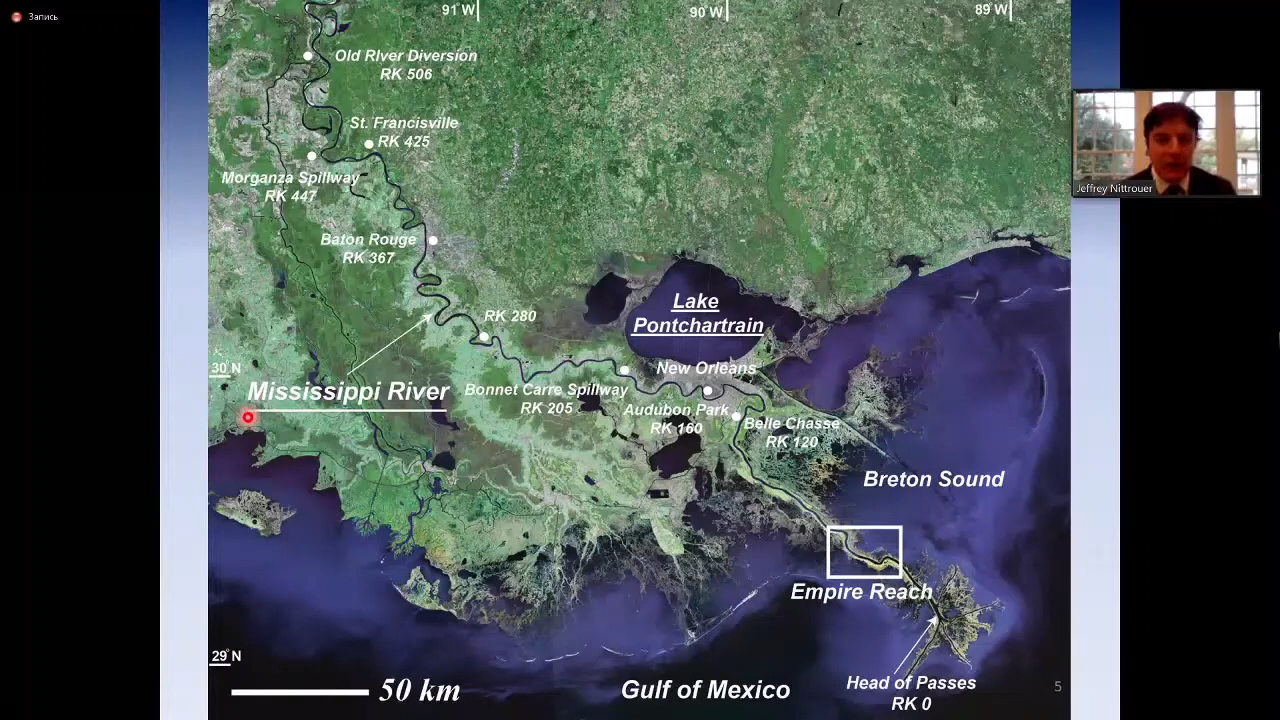 Запись
91 W
90 W
89 W
Old RIver Diversion
RK 506
St. Francisville
RK 425
Morganza Spillway
RK 447
Jeffrey Nittrouer
Baton Rouge
RK 367
RK 280
Lake
Pontchartrain
30°N
Mississippi River
New Orleans
Bonnet Carre Spillway
RK 205
Audubon Park
RK 160
Belle Chasse
RK 120
Breton Sound
Empire Reach
29°N
50 km
Gulf of Mexico
Head of Passes
RK 0
5